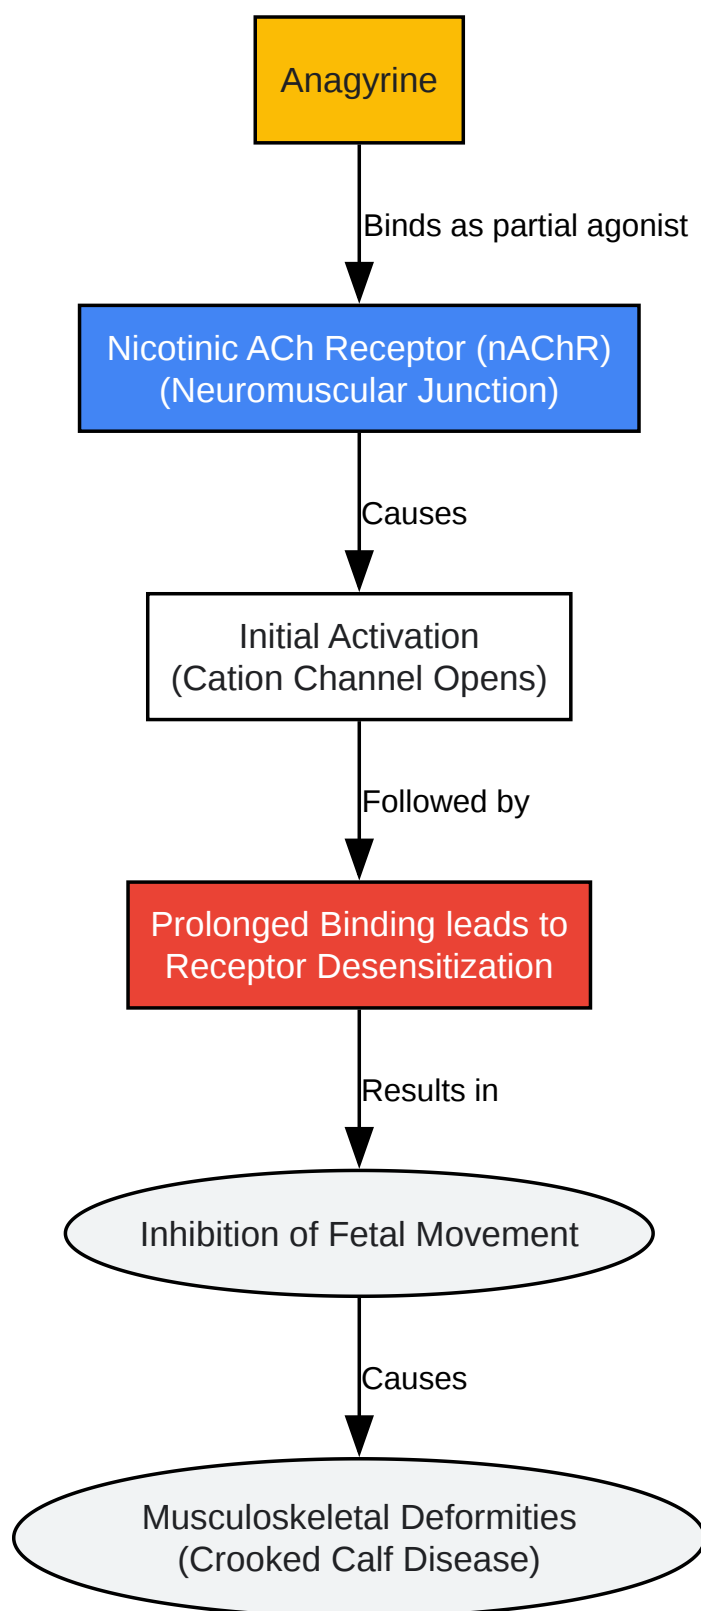 Anagyrine
Binds as partial agonist
Nicotinic ACh Receptor (nAChR)
(Neuromuscular Junction)
Causes
Initial Activation
(Cation Channel Opens)
Followed by
Prolonged Binding leads to
Receptor Desensitization
Results in
Inhibition of Fetal Movement
Causes
Musculoskeletal Deformities
(Crooked Calf Disease)